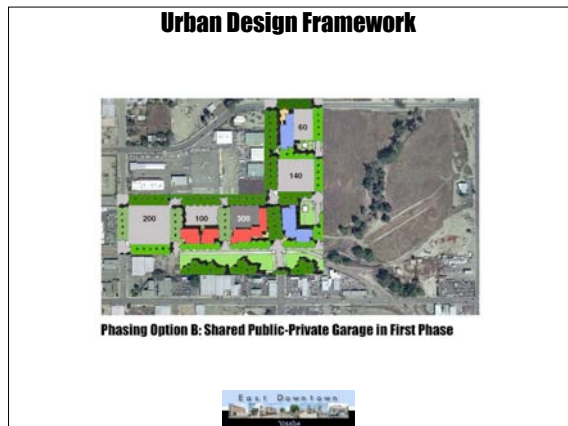 Urban Design Framework
60
140
200
100
300
Phasing Option B: Shared Public-Private Garage in First Phase
East Downtown
Visalia